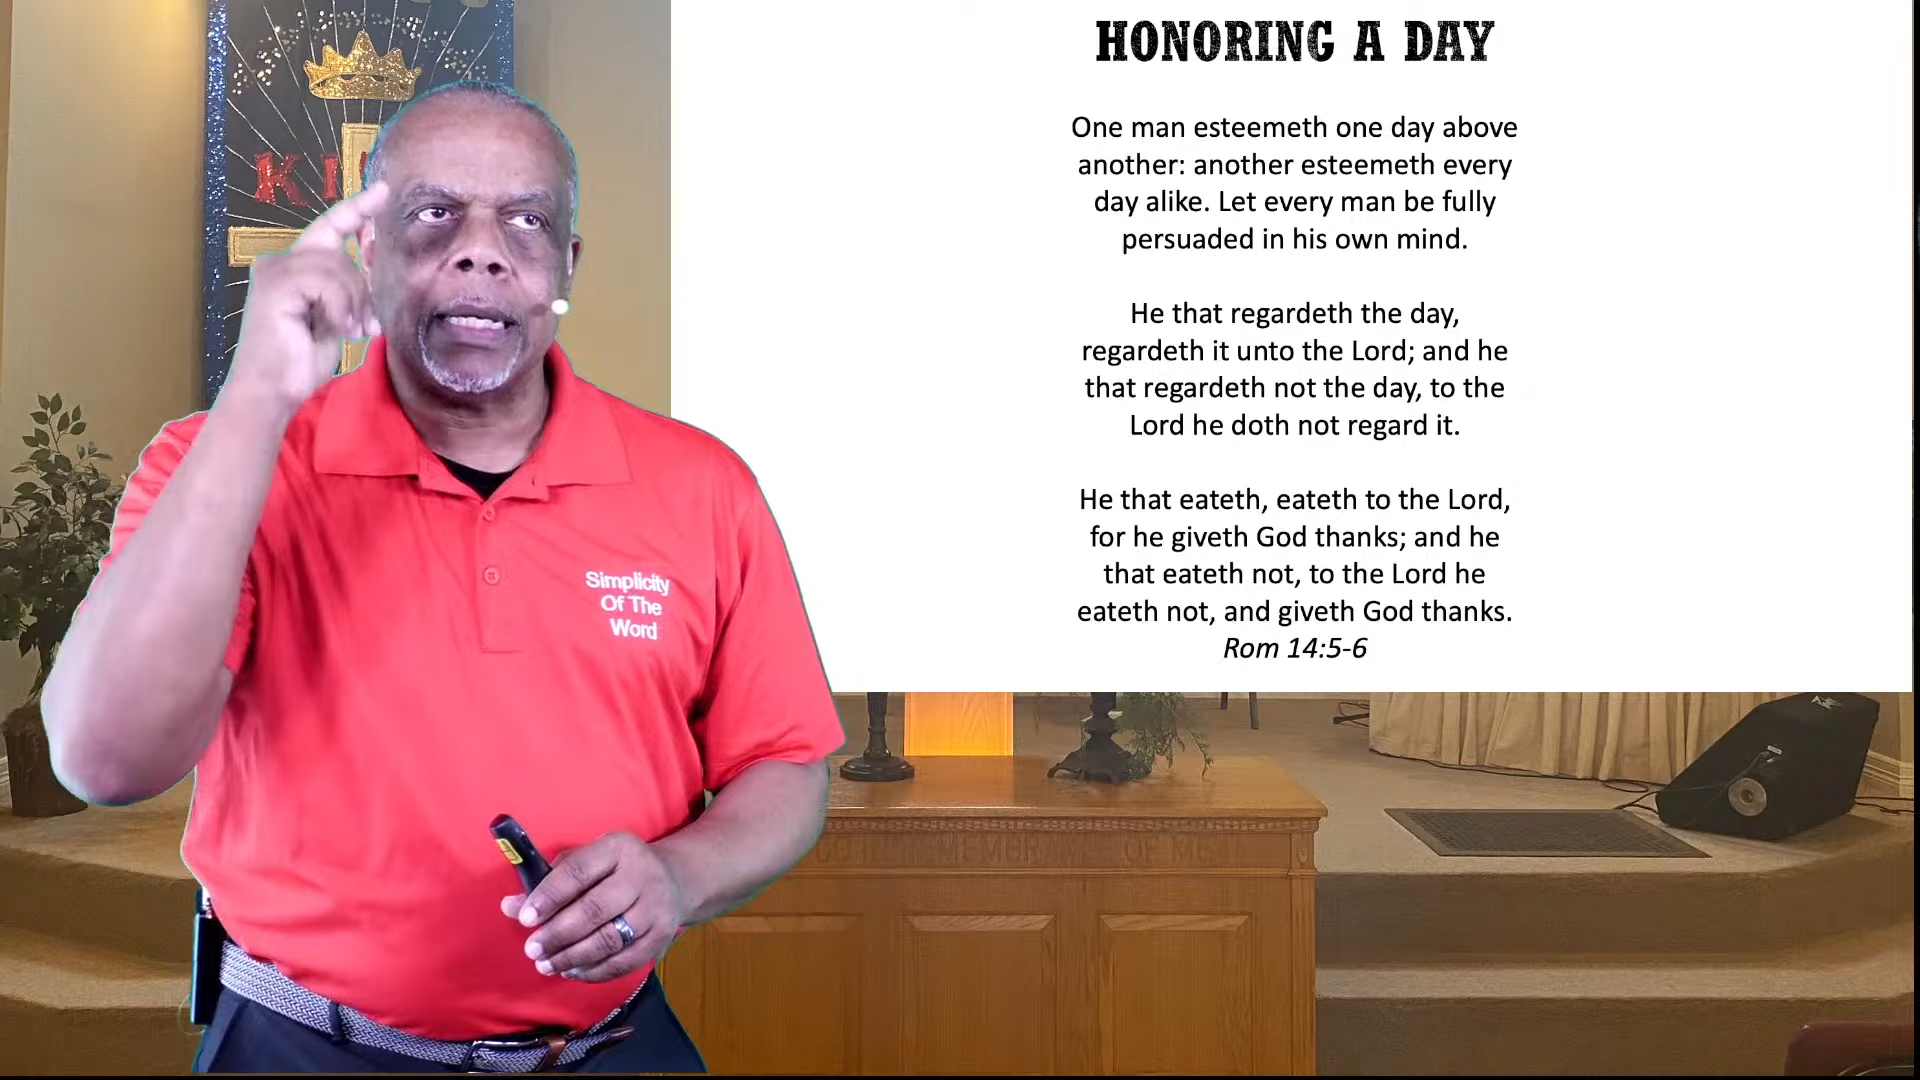 HONORING A DAY
One man esteemeth one day above
another: another esteemeth every
day alike. Let every man be fully
persuaded in his own mind.
He that regardeth the day,
regardeth it unto the Lord; and he
that regardeth not the day, to the
Lord he doth not regard it.
He that eateth, eateth to the Lord,
for he giveth God thanks; and he
that eateth not, to the Lord he
eateth not, and giveth God thanks.
Rom 14:5-6
Simplicity
Of The
Word
OF ME